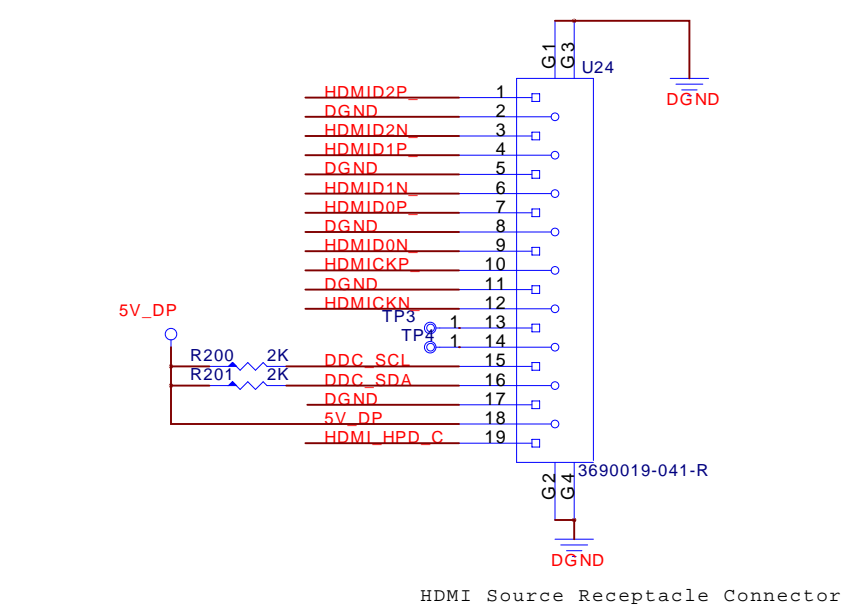 G1
G3
U24
DGND
HDMID2P_ 1
DGND 2
HDMID2N_ 3
HDMID1P_ 4
DGND 5
HDMID1N_ 6
HDMID0P_ 7
DGND 8
HDMID0N_ 9
HDMICKP_ 10
DGND 11
HDMICKN_ 12
5V_DP
TP3 1 13
TP4 1 14
R200 2K DDC_SCL 15
R201 2K DDC_SDA 16
DGND 17
5V_DP 18
HDMI_HPD_C 19
3690019-041-R
G2
G4
DGND
HDMI Source Receptacle Connector